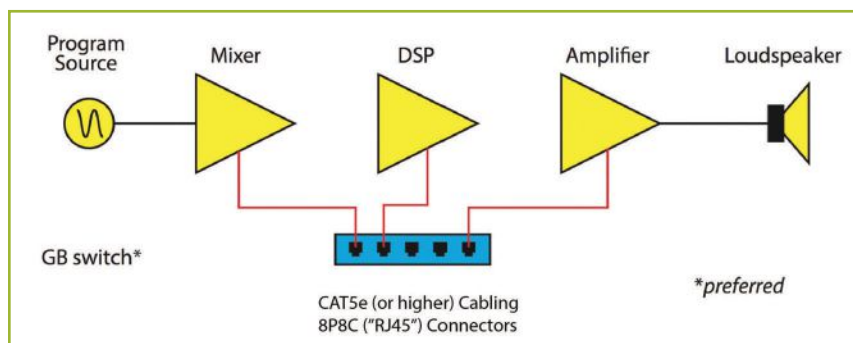 Program
Source
Mixer
DSP
Amplifier
Loudspeaker
GB switch*
CAT5e (or higher) Cabling
8P8C ("RJ45") Connectors
*preferred